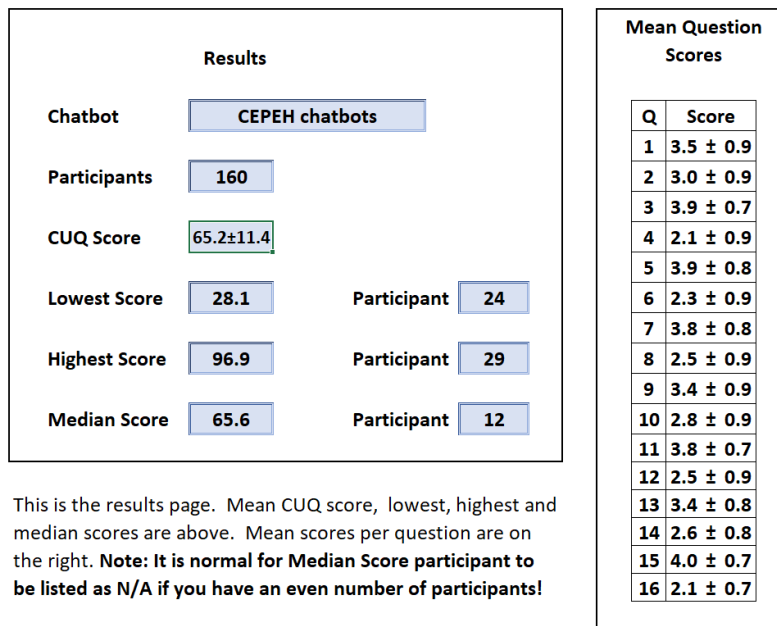 Results
Chatbot CEPEH chatbots
Participants 160
CUQ Score 65.2±11.4
Lowest Score 28.1 Participant 24
Highest Score 96.9 Participant 29
Median Score 65.6 Participant 12
This is the results page. Mean CUQ score, lowest, highest and
median scores are above. Mean scores per question are on
the right. Note: It is normal for Median Score participant to
be listed as N/A if you have an even number of participants!
Mean Question
Scores
Q Score
1 3.5 ± 0.9
2 3.0 ± 0.9
3 3.9 ± 0.7
4 2.1 ± 0.9
5 3.9 ± 0.8
6 2.3 ± 0.9
7 3.8 ± 0.8
8 2.5 ± 0.9
9 3.4 ± 0.9
10 2.8 ± 0.9
11 3.8 ± 0.7
12 2.5 ± 0.9
13 3.4 ± 0.8
14 2.6 ± 0.8
15 4.0 ± 0.7
16 2.1 ± 0.7